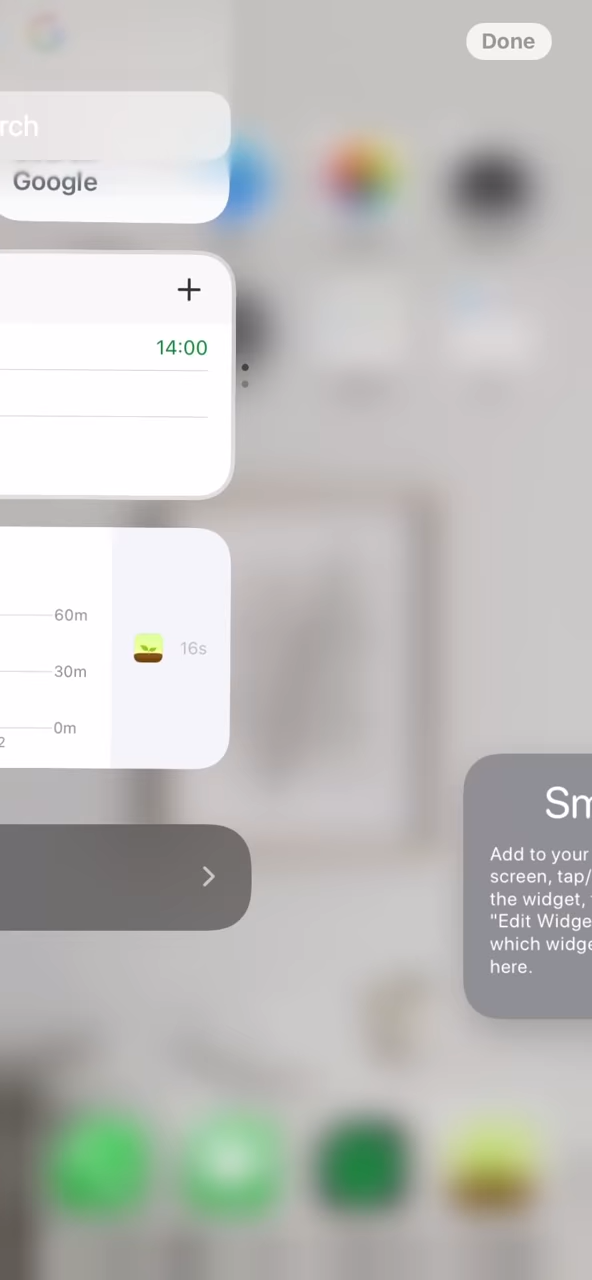 Done
rch
Google
14:00
60m
30m
16s
0m
2
Sm
Add to your
screen, tap/
the widget,
"Edit Widge
which widge
here.